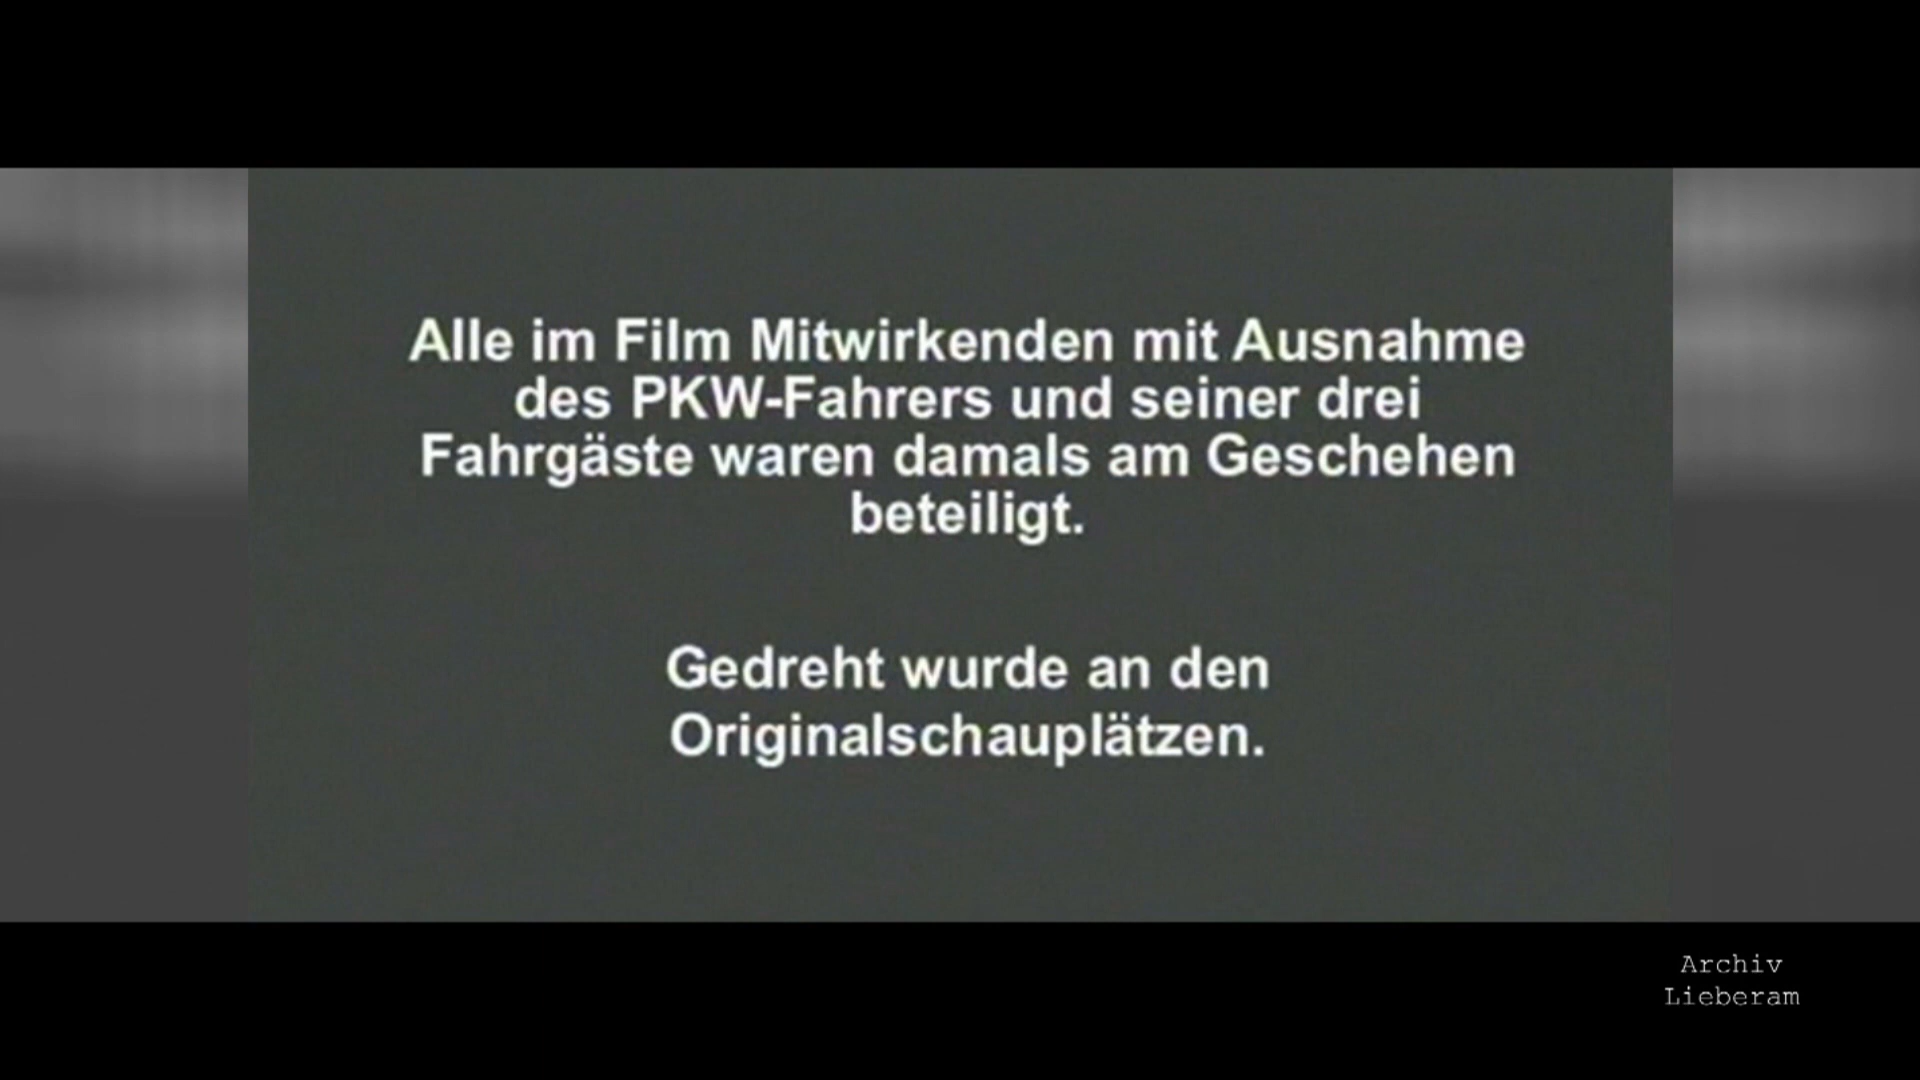 Alle im Film Mitwirkenden mit Ausnahme
des PKW-Fahrers und seiner drei
Fahrgäste waren damals am Geschehen
beteiligt.
Gedreht wurde an den
Originalschauplätzen.
Archiv
Lieberam